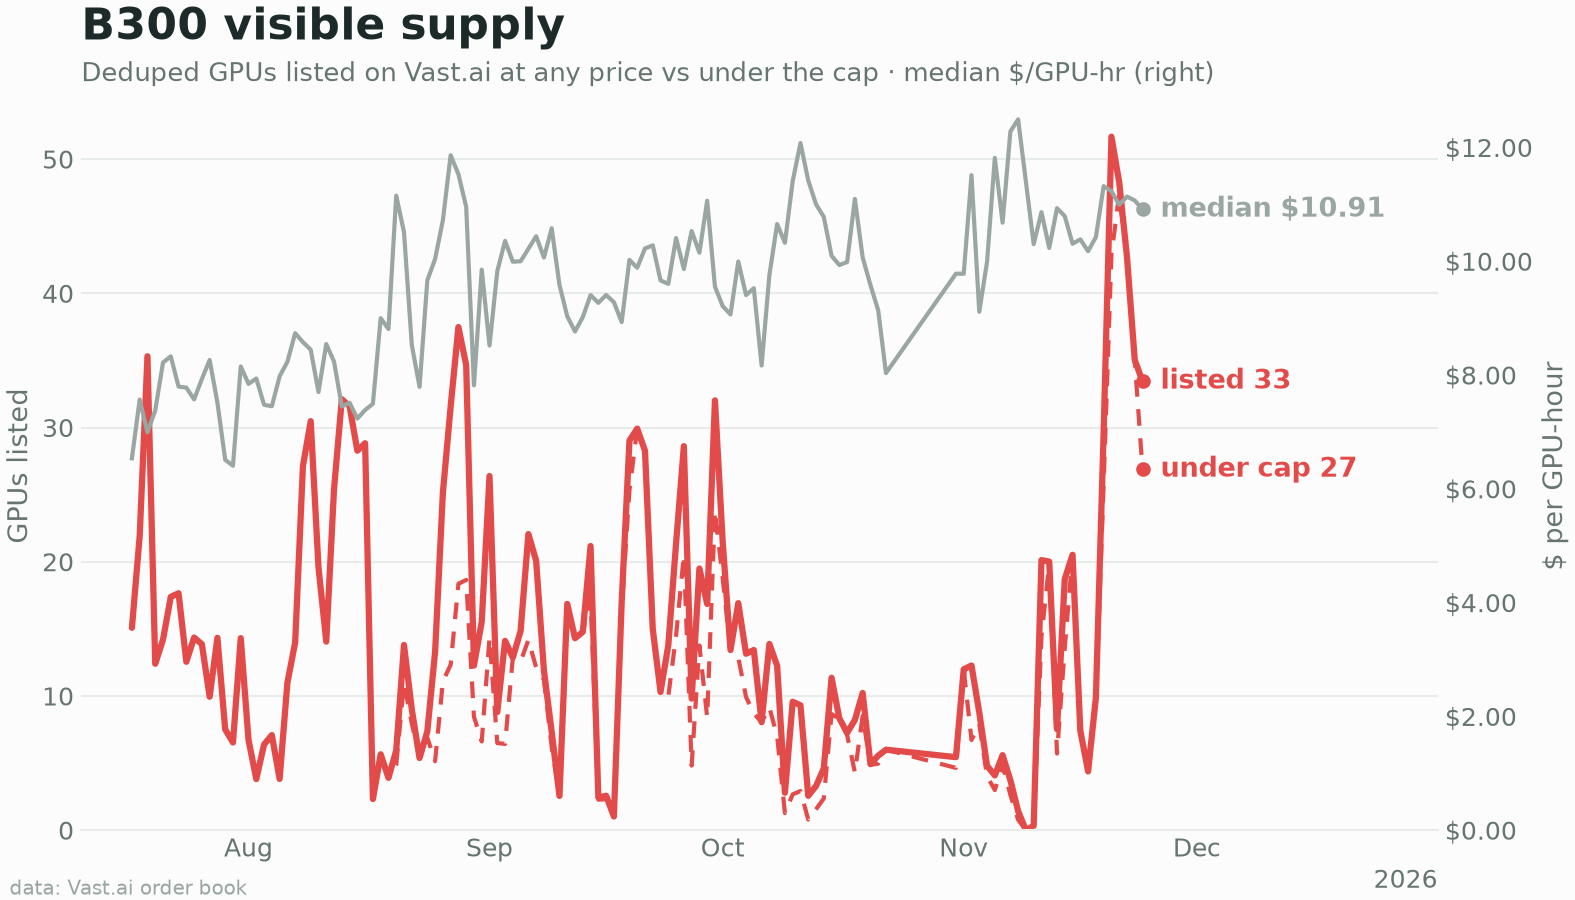 B300 visible supply
Deduped GPUs listed on Vast.ai at any price vs under the cap · median $/GPU-hr (right)
GPUs listed
50
40
30
20
10
0
$12.00
$10.00
$8.00
$6.00
$4.00
$2.00
$0.00
$ per GPU-hour
median $10.91
listed 33
under cap 27
Aug
Sep
Oct
Nov
Dec
2026
data: Vast.ai order book